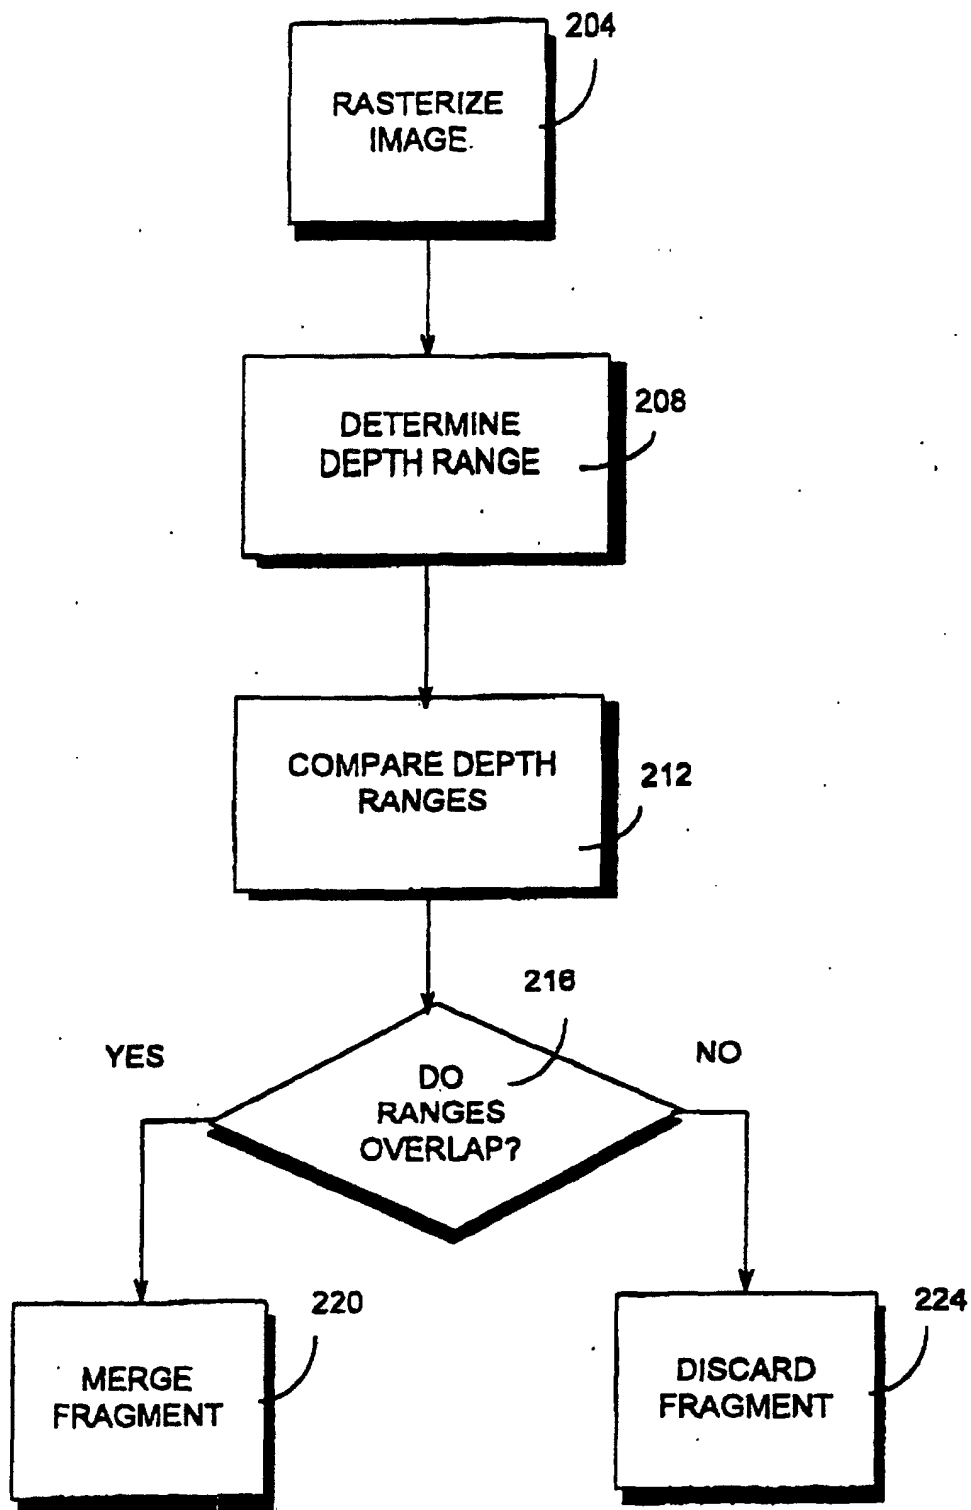 204
RASTERIZE
IMAGE
208
DETERMINE
DEPTH RANGE
212
COMPARE DEPTH
RANGES
216
YES
NO
DO
RANGES
OVERLAP?
220
MERGE
FRAGMENT
224
DISCARD
FRAGMENT